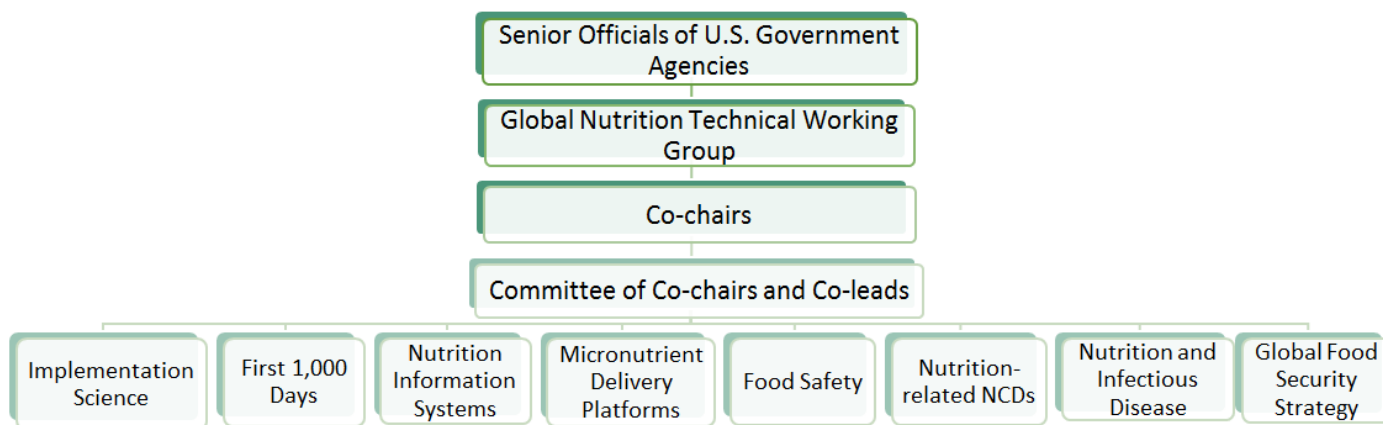 Senior Officials of U.S. Government
Agencies
Global Nutrition Technical Working
Group
Co-chairs
Committee of Co-chairs and Co-leads
Implementation
Science
First 1,000
Days
Nutrition
Information
Systems
Micronutrient
Delivery
Platforms
Food Safety
Nutrition-
related NCDs
Nutrition and
Infectious
Disease
Global Food
Security
Strategy